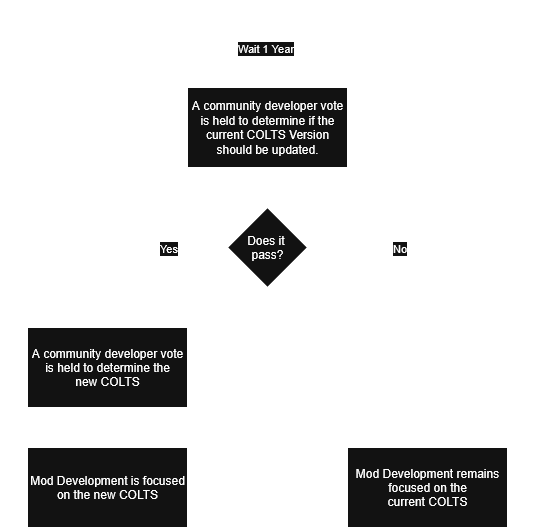 Wait 1 Year
A community developer vote
is held to determine if the
current COLTS Version
should be updated.
Does it
pass?
Yes
No
A community developer vote
is held to determine the
new COLTS
Mod Development is focused
on the new COLTS
Mod Development remains
focused on the
current COLTS